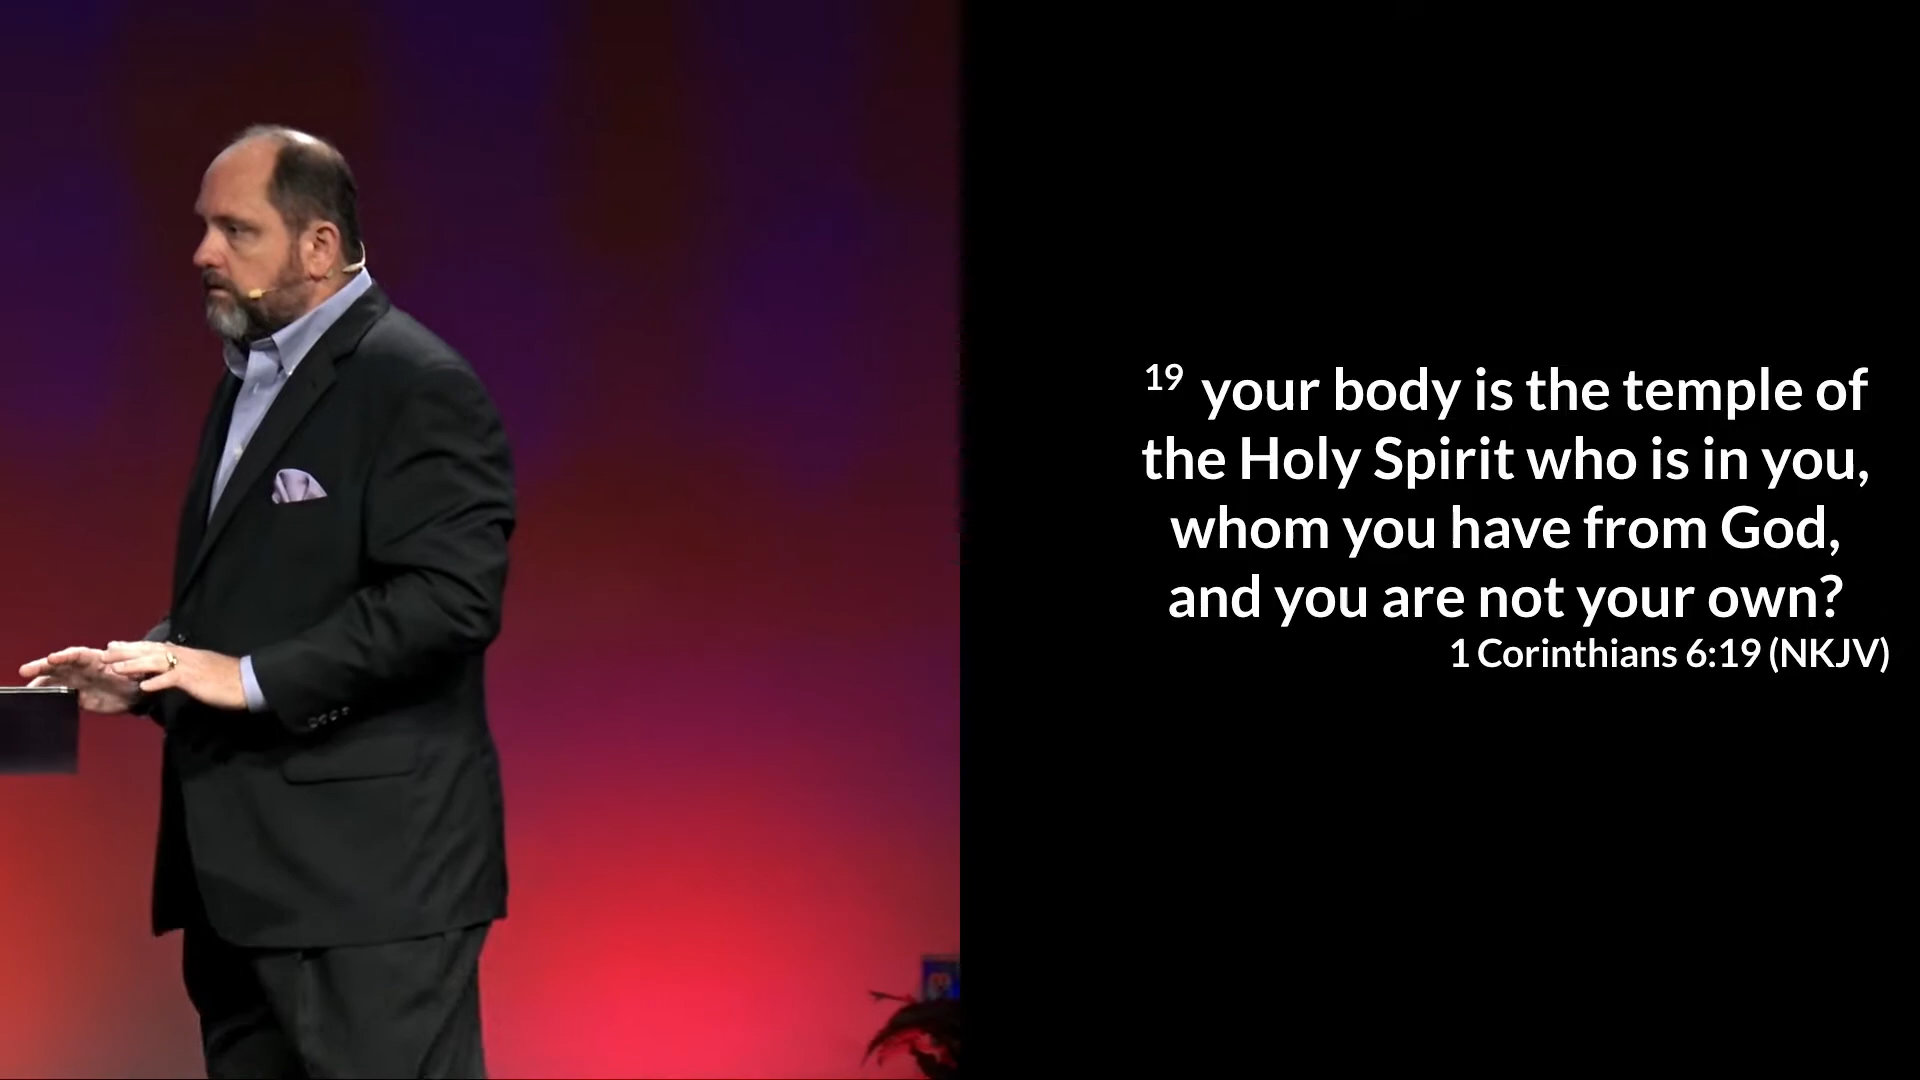 19 your body is the temple of
the Holy Spirit who is in you,
whom you have from God,
and you are not your own?
1 Corinthians 6:19 (NKJV)